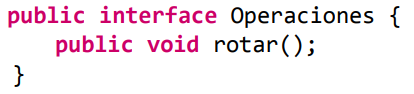 public interface Operaciones {
public void rotar();
}